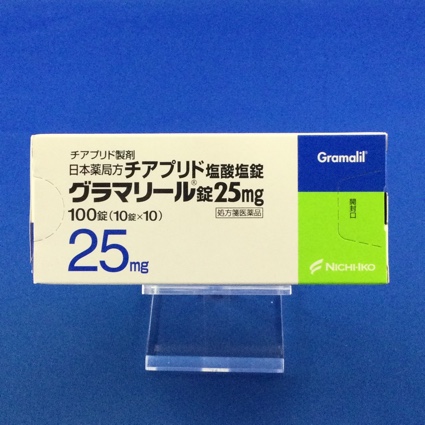 チアプリド製剤
日本薬局方チアプリド塩酸塩錠
グラマリール®錠25mg
100錠(10錠×10)
処方箋医薬品
25mg
Gramalil®
開封口
NICHI-IKO